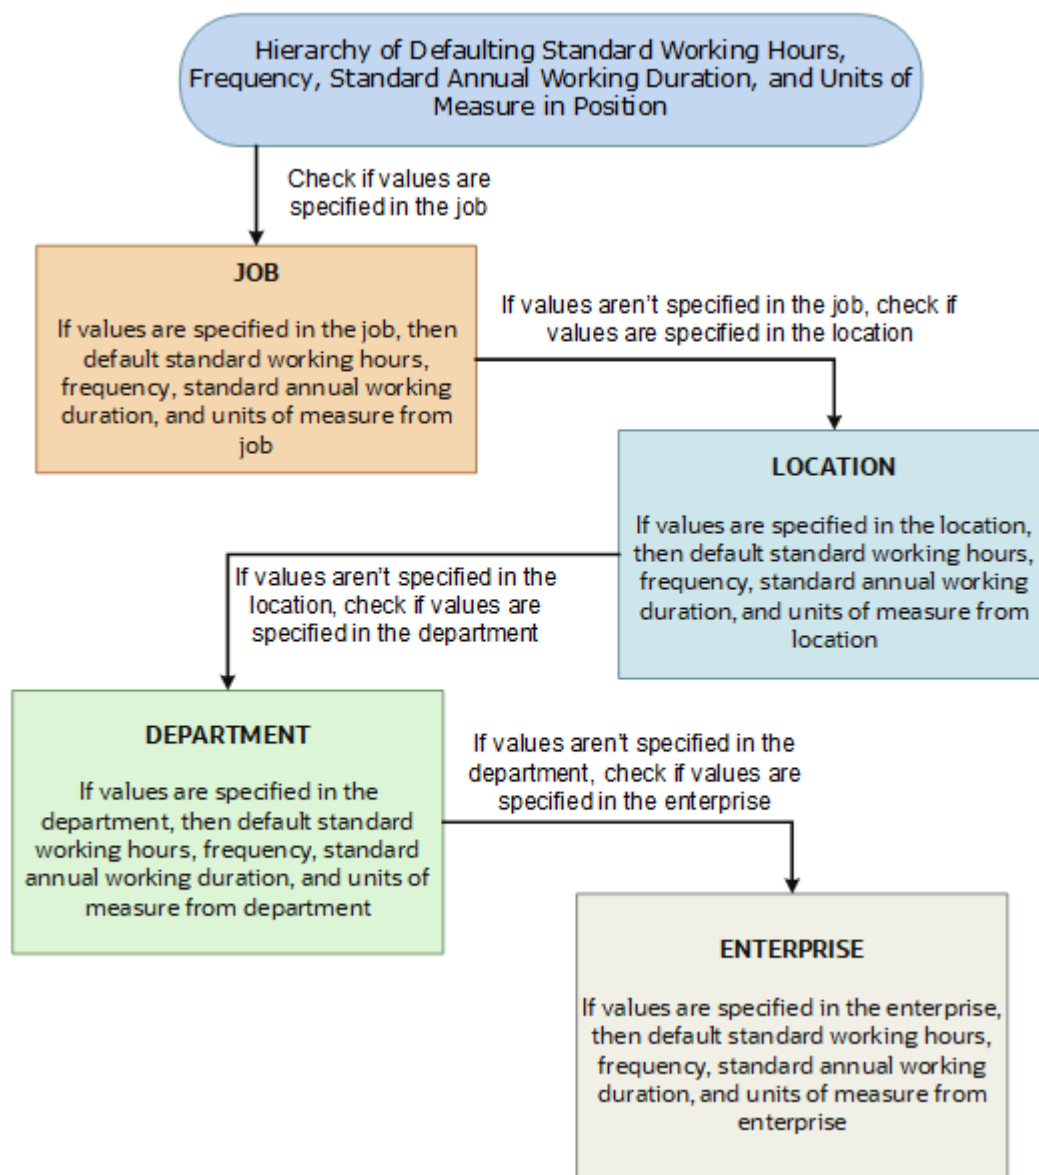 Hierarchy of Defaulting Standard Working Hours,
Frequency, Standard Annual Working Duration, and Units of
Measure in Position
Check if values are
specified in the job
JOB
If values are specified in the job, then
default standard working hours,
frequency, standard annual working
duration, and units of measure from
job
If values aren't specified in the job, check if
values are specified in the location
LOCATION
If values are specified in the location,
then default standard working hours,
frequency, standard annual working
duration, and units of measure from
location
If values aren't specified in the
location, check if values are
specified in the department
DEPARTMENT
If values are specified in the
department, then default standard
working hours, frequency, standard
annual working duration, and units of
measure from department
If values aren't specified in the
department, check if values are
specified in the enterprise
ENTERPRISE
If values are specified in the enterprise,
then default standard working hours,
frequency, standard annual working
duration, and units of measure from
enterprise